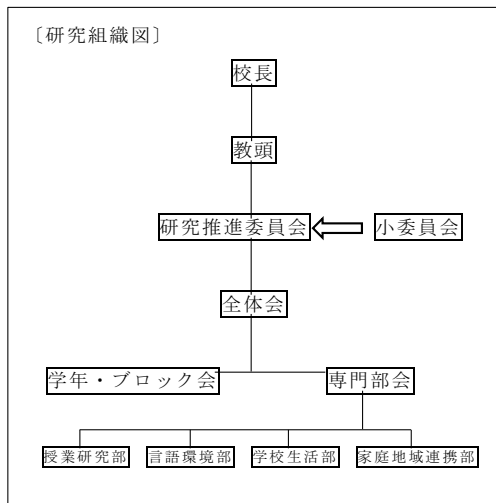 〔研究組織図〕
校長
教頭
研究推進委員会
小委員会
全体会
学年・ブロック会
専門部会
授業研究部
言語環境部
学校生活部
家庭地域連携部